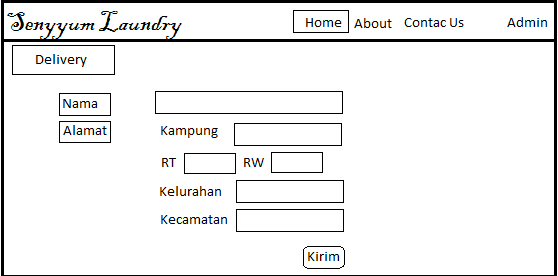 Senyyum Laundry Home About Contac Us Admin
Delivery
Nama
Alamat Kampung
RT RW
Kelurahan
Kecamatan
Kirim